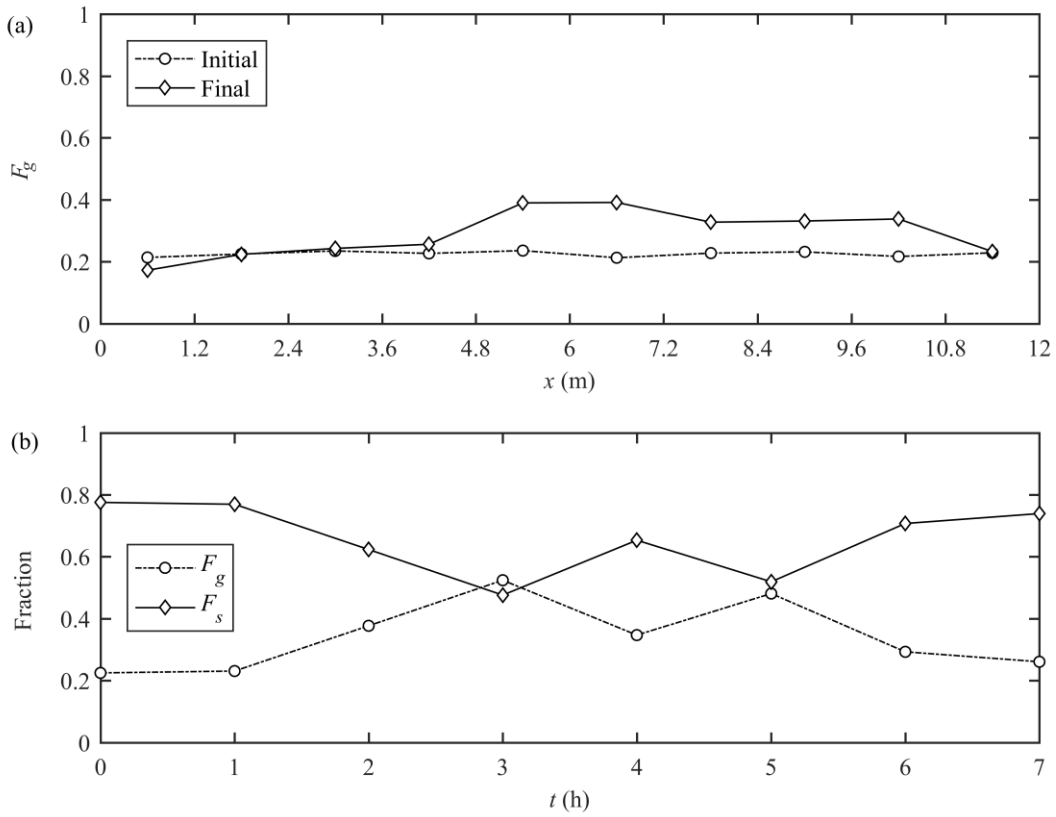 (a)
1
0.8
0.6
0.4
0.2
0
F_g
Initial
Final
0 1.2 2.4 3.6 4.8 6 7.2 8.4 9.6 10.8 12
x (m)
(b)
1
0.8
0.6
0.4
0.2
0
Fraction
F_g
F_s
0 1 2 3 4 5 6 7
t (h)